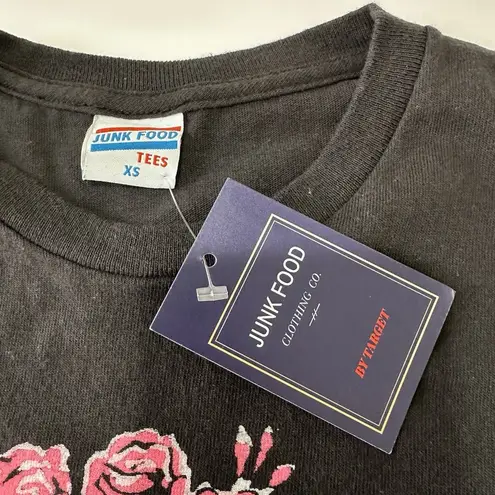 JUNK FOOD
TEES
XS
JUNK FOOD
CLOTHING CO.
BY TARGET